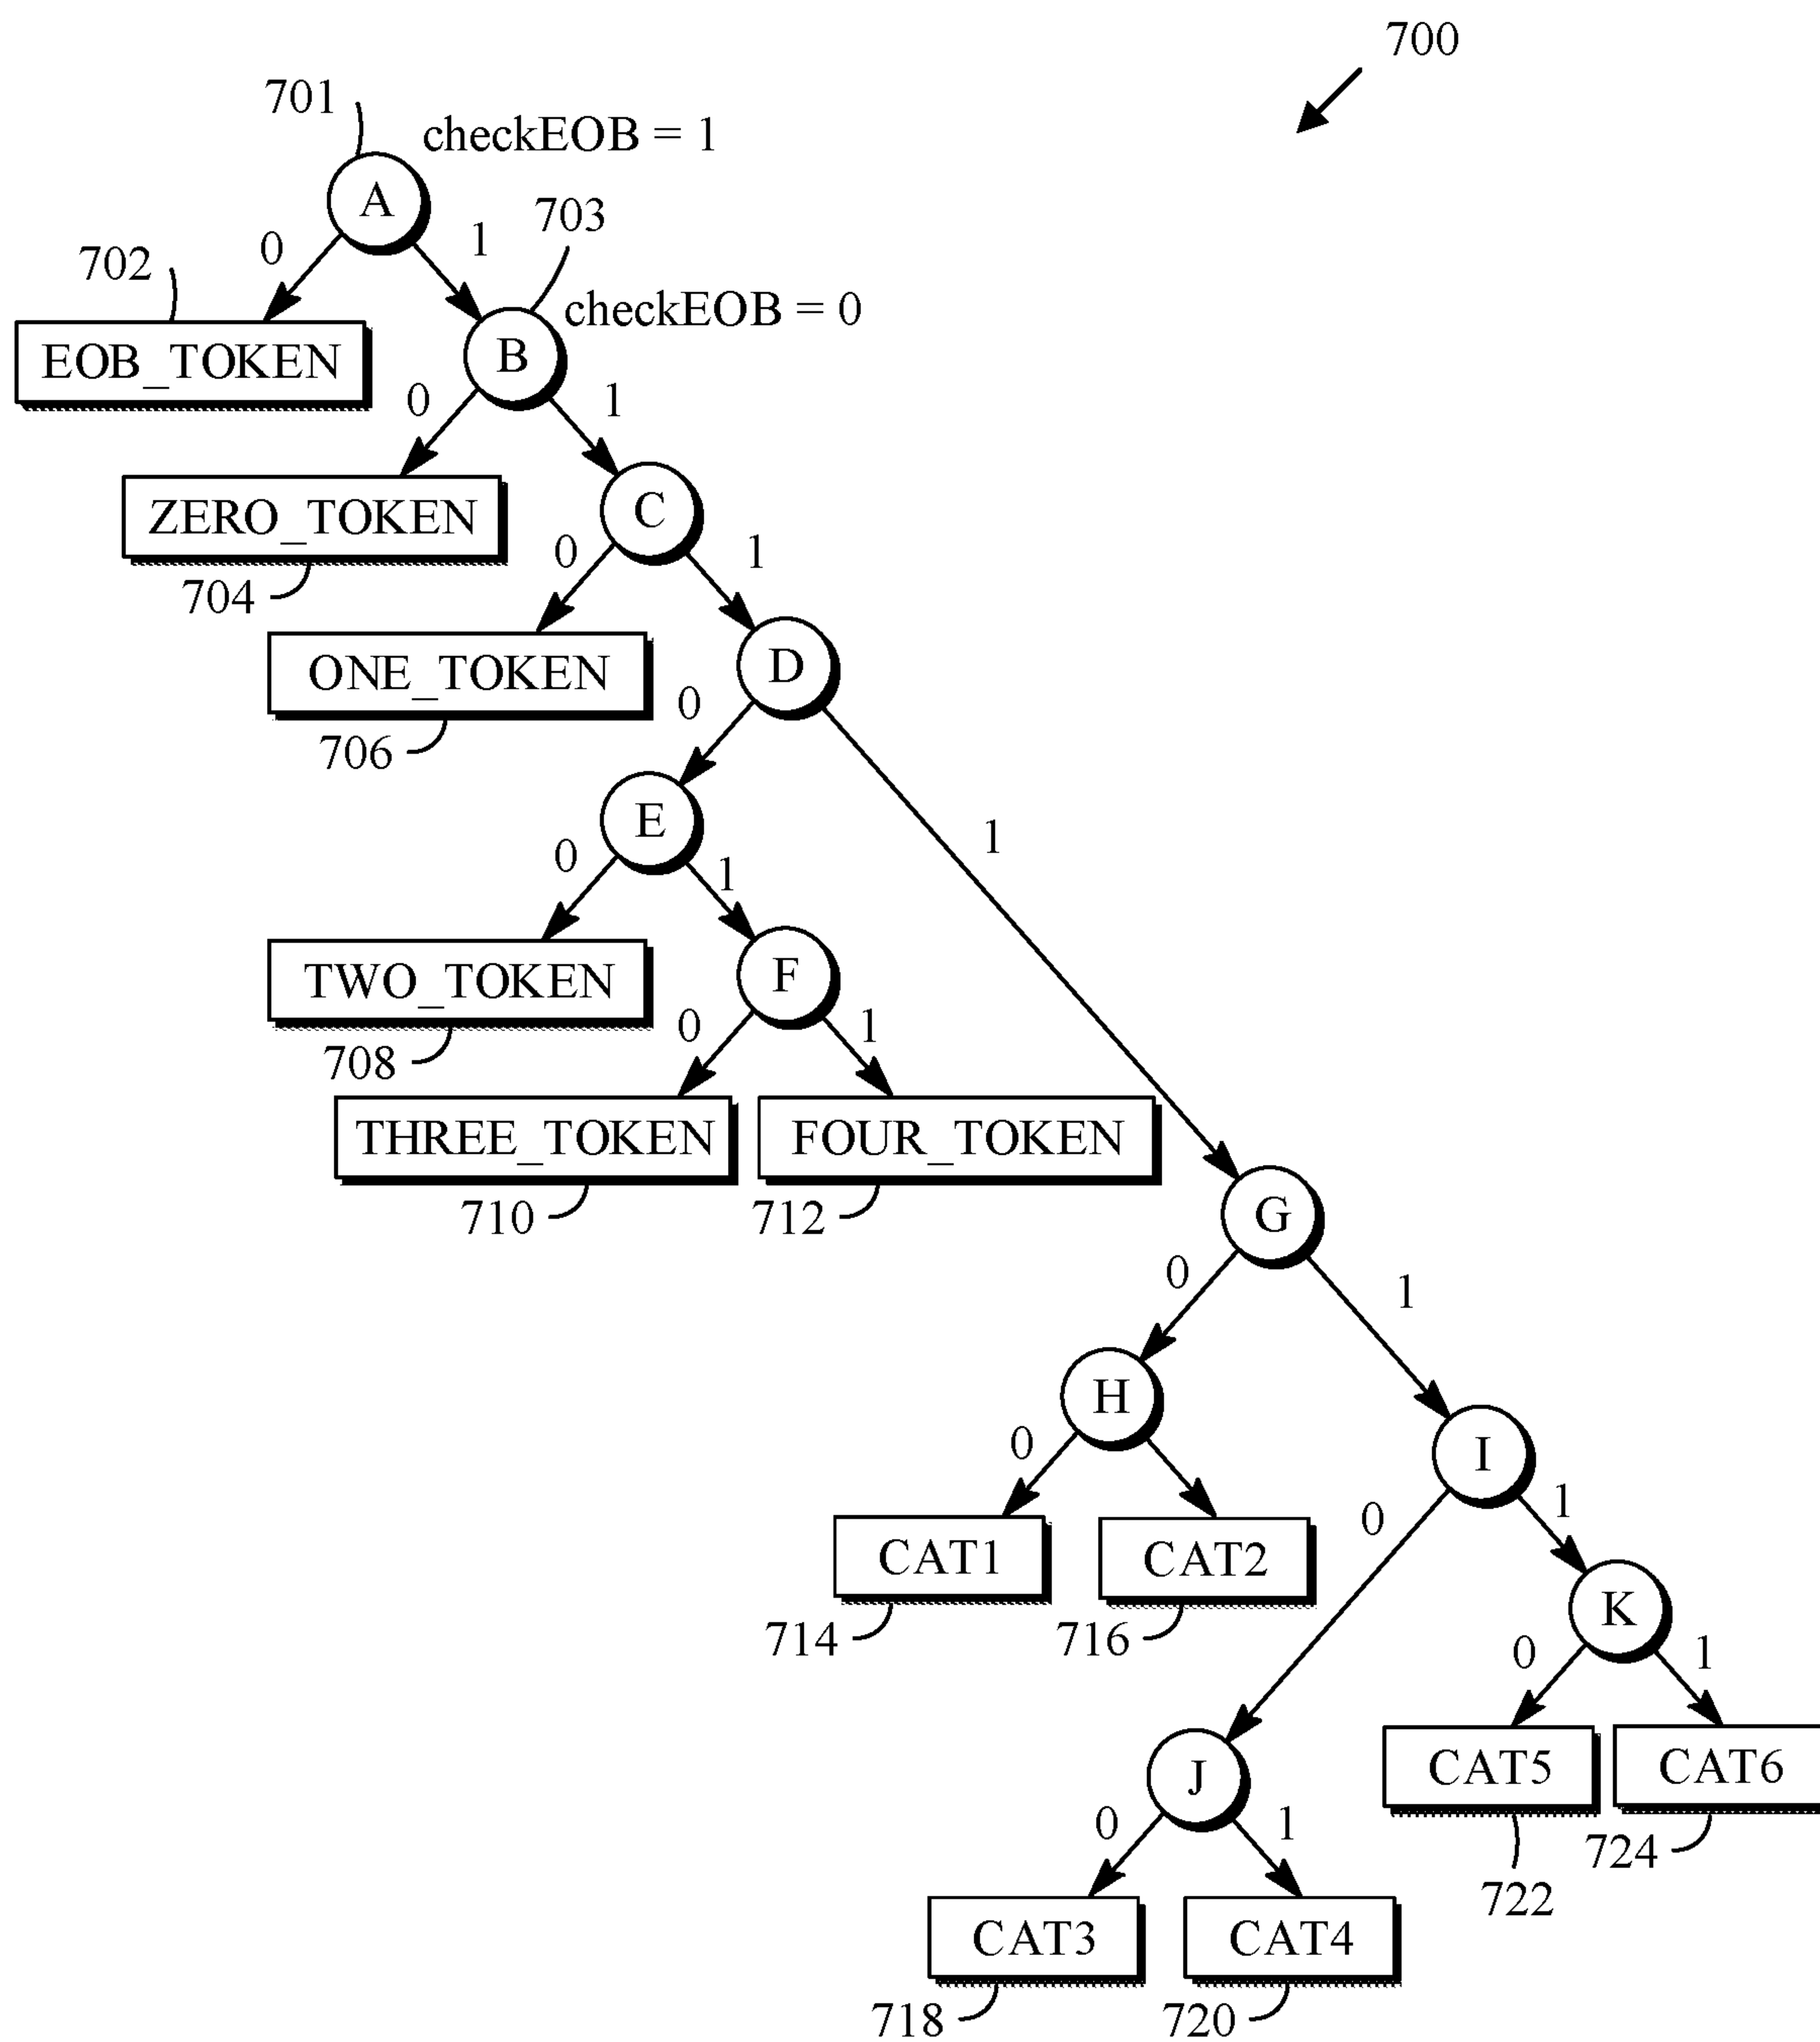 700
701
checkEOB = 1
A
703
0
1
702
checkEOB = 0
EOB_TOKEN
B
0
1
ZERO_TOKEN
C
704
0
1
ONE_TOKEN
D
706
0
1
E
0
1
TWO_TOKEN
F
708
0
1
THREE_TOKEN
FOUR_TOKEN
710
712
G
0
1
H
I
0
0
1
CAT1
CAT2
K
714
716
0
1
J
CAT5
CAT6
0
1
724
722
CAT3
CAT4
718
720